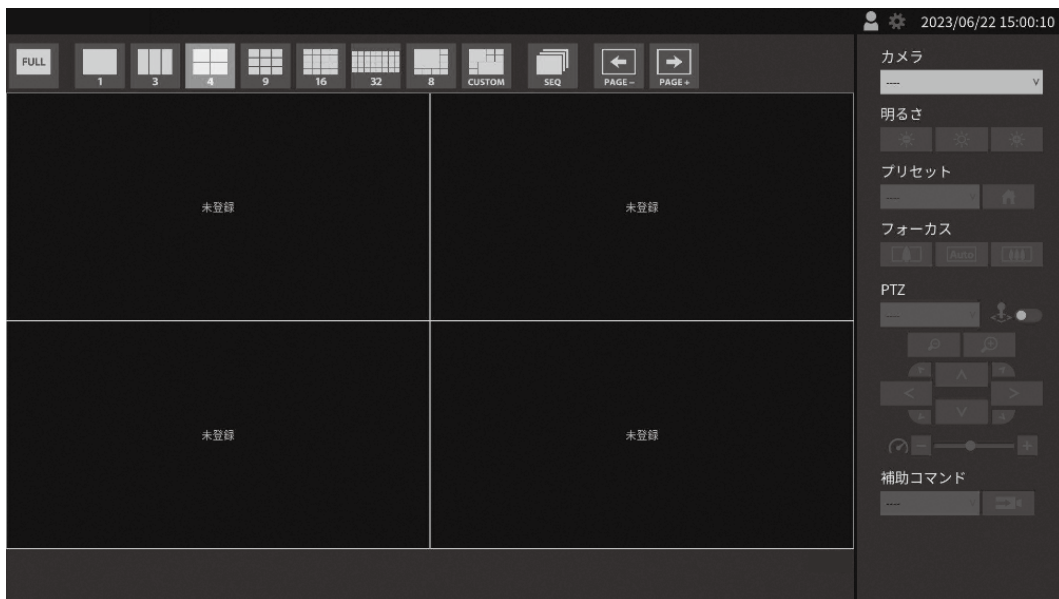 2023/06/22 15:00:10
FULL
1
3
4
9
16
32
8
CUSTOM
SEQ
PAGE−
PAGE+
未登録
未登録
未登録
未登録
カメラ
----
明るさ
プリセット
----
フォーカス
Auto
PTZ
----
補助コマンド
----